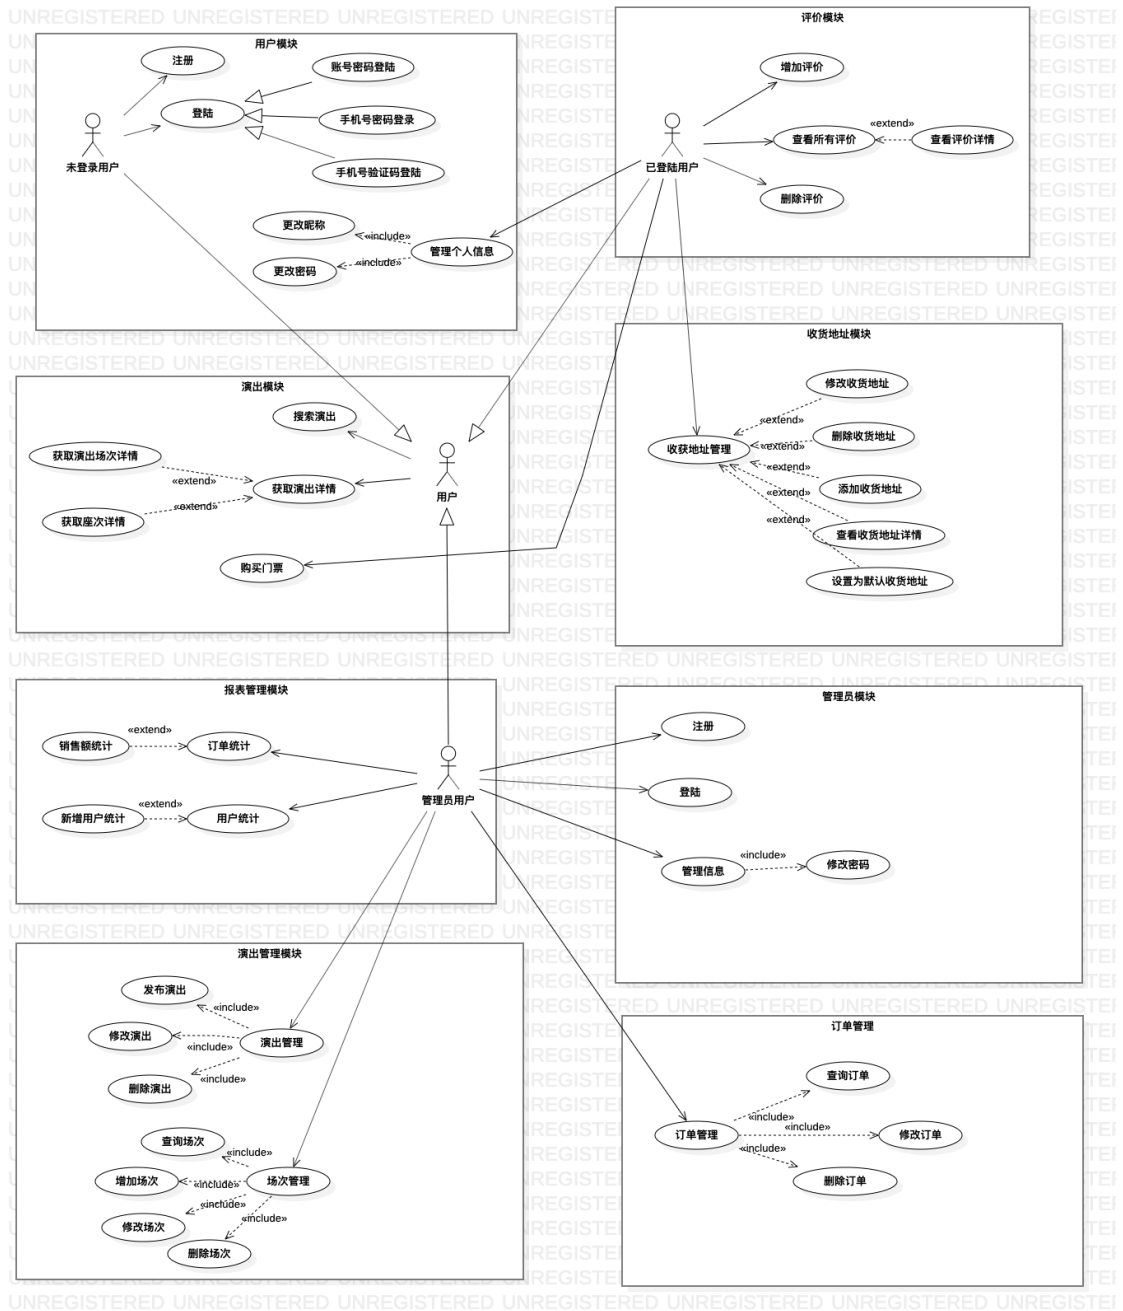 用户模块
注册
登陆
账号密码登陆
手机号密码登录
手机号验证码登陆
未登录用户
更改昵称
更改密码
«include»
«include»
管理个人信息
评价模块
增加评价
查看所有评价
«extend»
查看评价详情
删除评价
已登陆用户
演出模块
搜索演出
获取演出场次详情
«extend»
获取演出详情
获取座次详情
«extend»
购买门票
用户
收货地址模块
修改收货地址
«extend»
删除收货地址
«extend»
收获地址管理
«extend»
添加收货地址
«extend»
查看收货地址详情
«extend»
设置为默认收货地址
报表管理模块
销售额统计
«extend»
订单统计
新增用户统计
«extend»
用户统计
管理员用户
管理员模块
注册
登陆
管理信息
«include»
修改密码
演出管理模块
发布演出
«include»
修改演出
«include»
演出管理
删除演出
«include»
查询场次
«include»
增加场次
«include»
场次管理
修改场次
«include»
删除场次
«include»
订单管理
查询订单
«include»
订单管理
«include»
修改订单
«include»
删除订单
UNREGISTERED UNREGISTERED UNREGISTERED UNREGISTERED UNREGISTERED UNREGISTERED